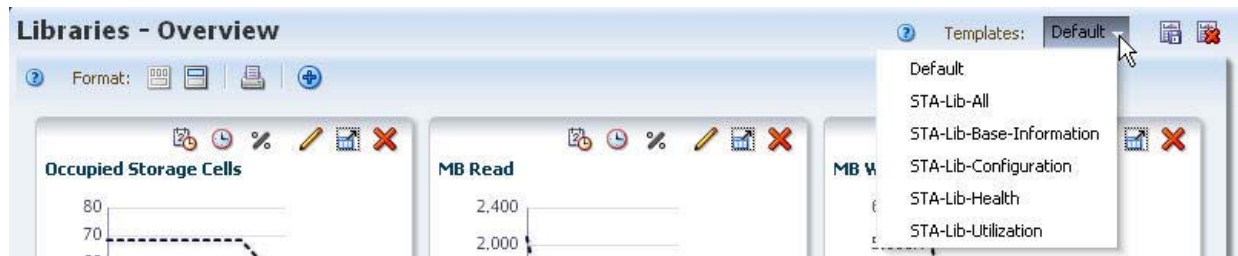 Libraries - Overview
Templates: Default
Format:
Default
STA-Lib-All
STA-Lib-Base-Information
STA-Lib-Configuration
STA-Lib-Health
STA-Lib-Utilization
Occupied Storage Cells
80
70
MB Read
2,400
2,000
MB